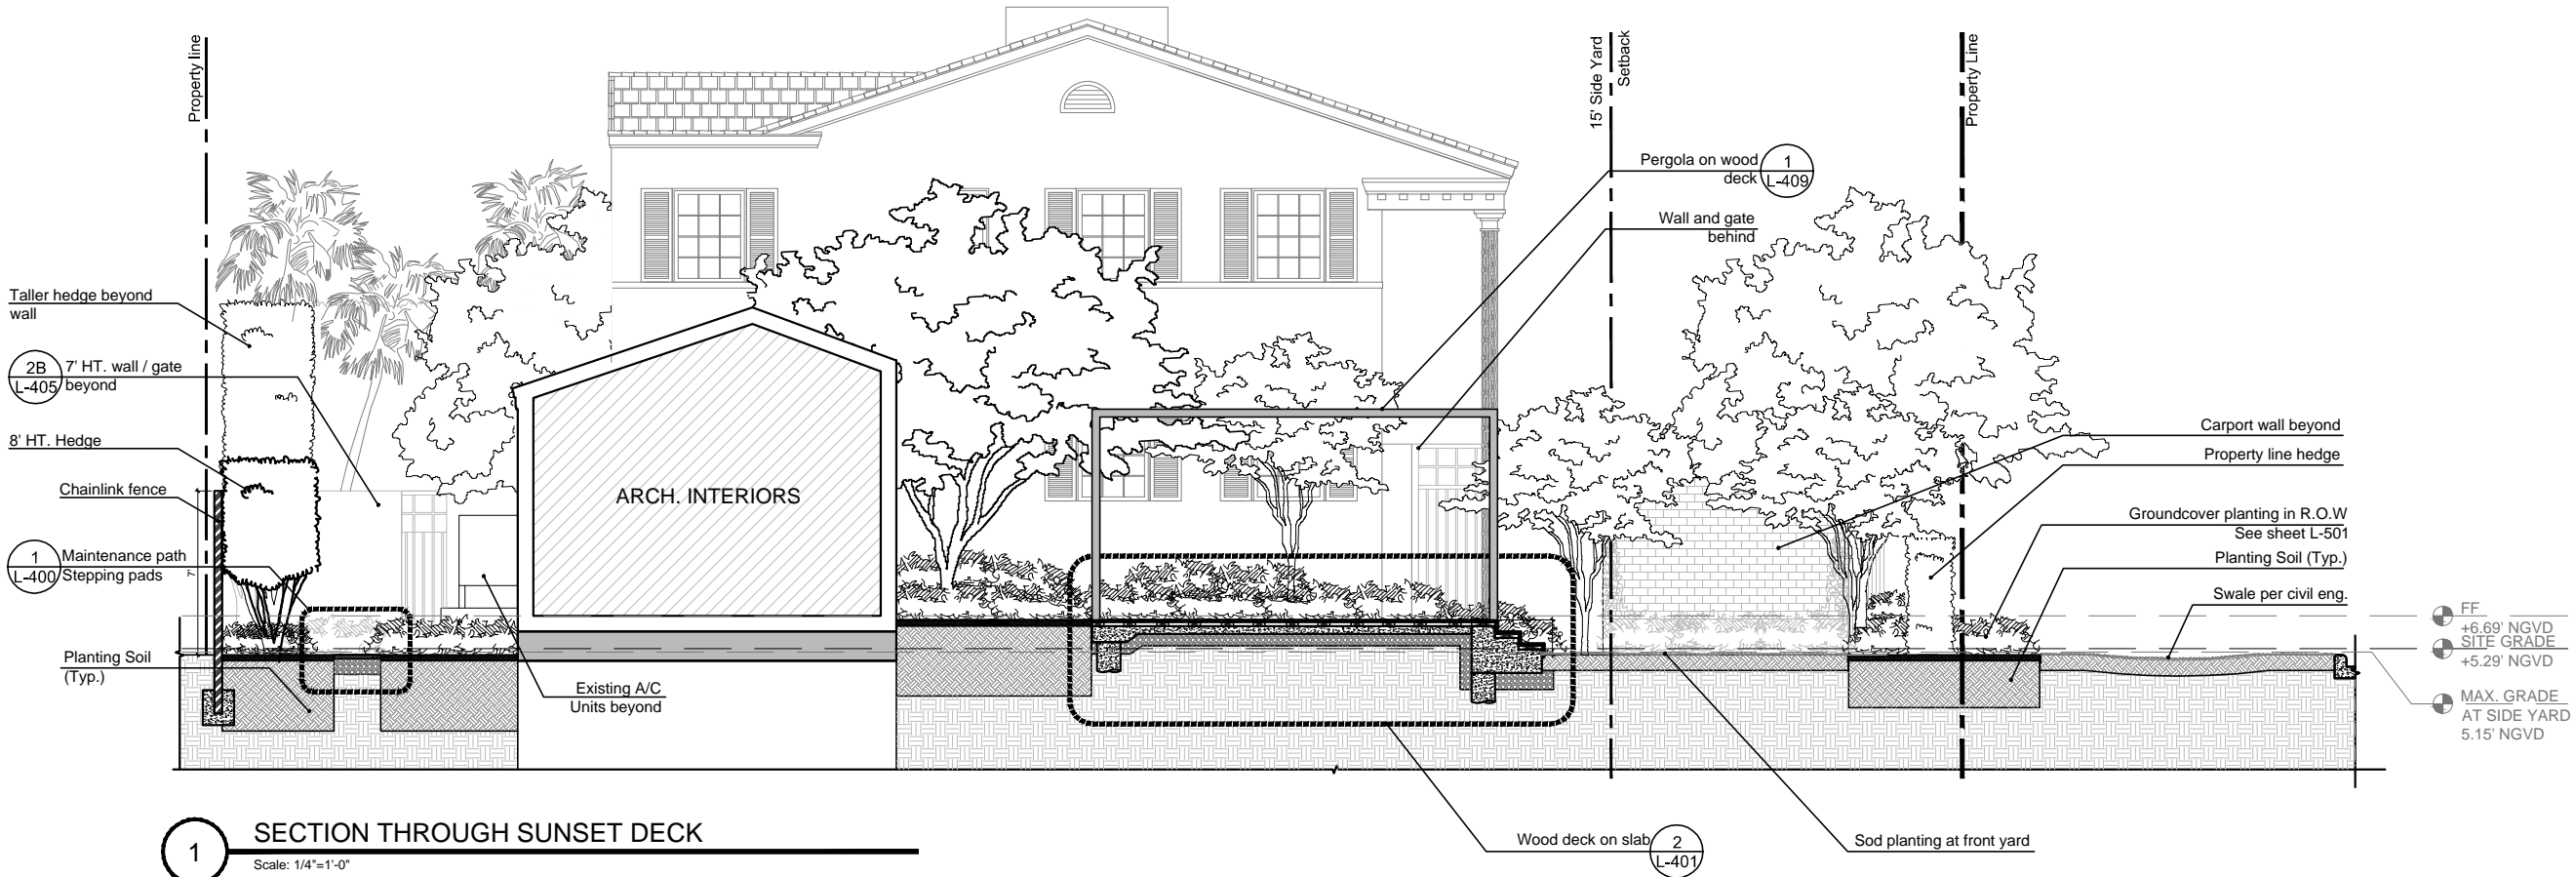 Property line
15' Side Yard
Setback
Property Line
Pergola on wood
deck
1
L-409
Wall and gate
behind
Taller hedge beyond
wall
2B
L-405
7' HT. wall / gate
beyond
8' HT. Hedge
Chainlink fence
1
L-400
Maintenance path
Stepping pads
7'
Planting Soil
(Typ.)
ARCH. INTERIORS
Existing A/C
Units beyond
Carport wall beyond
Property line hedge
Groundcover planting in R.O.W
See sheet L-501
Planting Soil (Typ.)
Swale per civil eng.
FF
+6.69' NGVD
SITE GRADE
+5.29' NGVD
MAX. GRADE
AT SIDE YARD
5.15' NGVD
Wood deck on slab
2
L-401
Sod planting at front yard
1
SECTION THROUGH SUNSET DECK
Scale: 1/4"=1'-0"